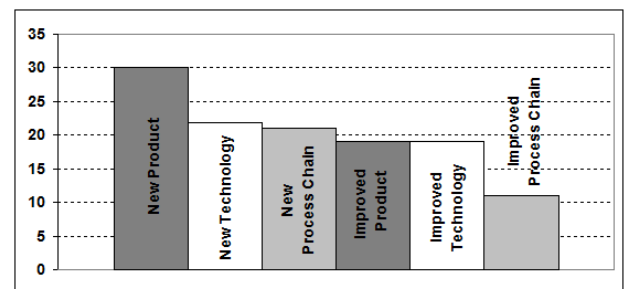 35
30
25
20
15
10
5
0
New Product
New Technology
New
Process Chain
Improved
Product
Improved
Technology
Improved
Process Chain